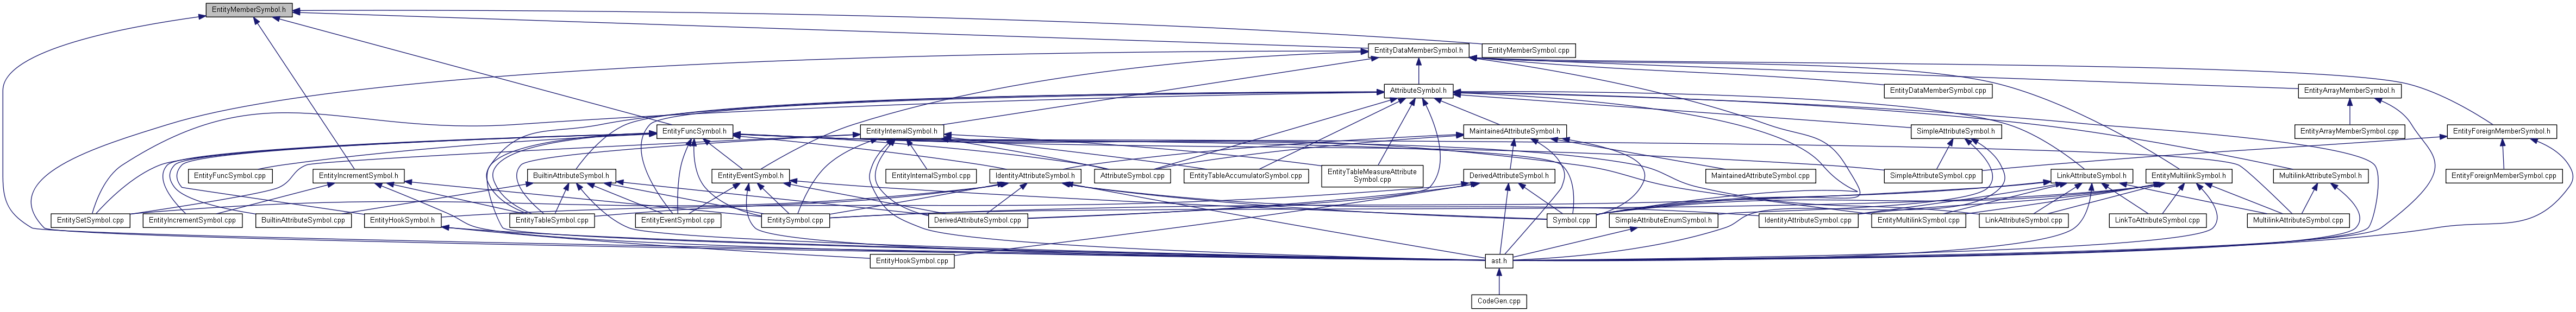 EntityMemberSymbol.h
EntityDataMemberSymbol.h
EntityMemberSymbol.cpp
AttributeSymbol.h
EntityDataMemberSymbol.cpp
EntityArrayMemberSymbol.h
EntityFuncSymbol.h
EntityInternalSymbol.h
MaintainedAttributeSymbol.h
SimpleAttributeSymbol.h
EntityArrayMemberSymbol.cpp
EntityForeignMemberSymbol.h
EntityFuncSymbol.cpp
EntityIncrementSymbol.h
BuiltinAttributeSymbol.h
EntityEventSymbol.h
EntityInternalSymbol.cpp
IdentityAttributeSymbol.h
AttributeSymbol.cpp
EntityTableAccumulatorSymbol.cpp
EntityTableMeasureAttribute
Symbol.cpp
DerivedAttributeSymbol.h
MaintainedAttributeSymbol.cpp
SimpleAttributeSymbol.cpp
LinkAttributeSymbol.h
EntityMultilinkSymbol.h
MultilinkAttributeSymbol.h
EntityForeignMemberSymbol.cpp
EntitySetSymbol.cpp
EntityIncrementSymbol.cpp
BuiltinAttributeSymbol.cpp
EntityHookSymbol.h
EntityTableSymbol.cpp
EntityEventSymbol.cpp
EntitySymbol.cpp
DerivedAttributeSymbol.cpp
Symbol.cpp
SimpleAttributeEnumSymbol.h
IdentityAttributeSymbol.cpp
EntityMultilinkSymbol.cpp
LinkAttributeSymbol.cpp
LinkToAttributeSymbol.cpp
MultilinkAttributeSymbol.cpp
EntityHookSymbol.cpp
ast.h
CodeGen.cpp